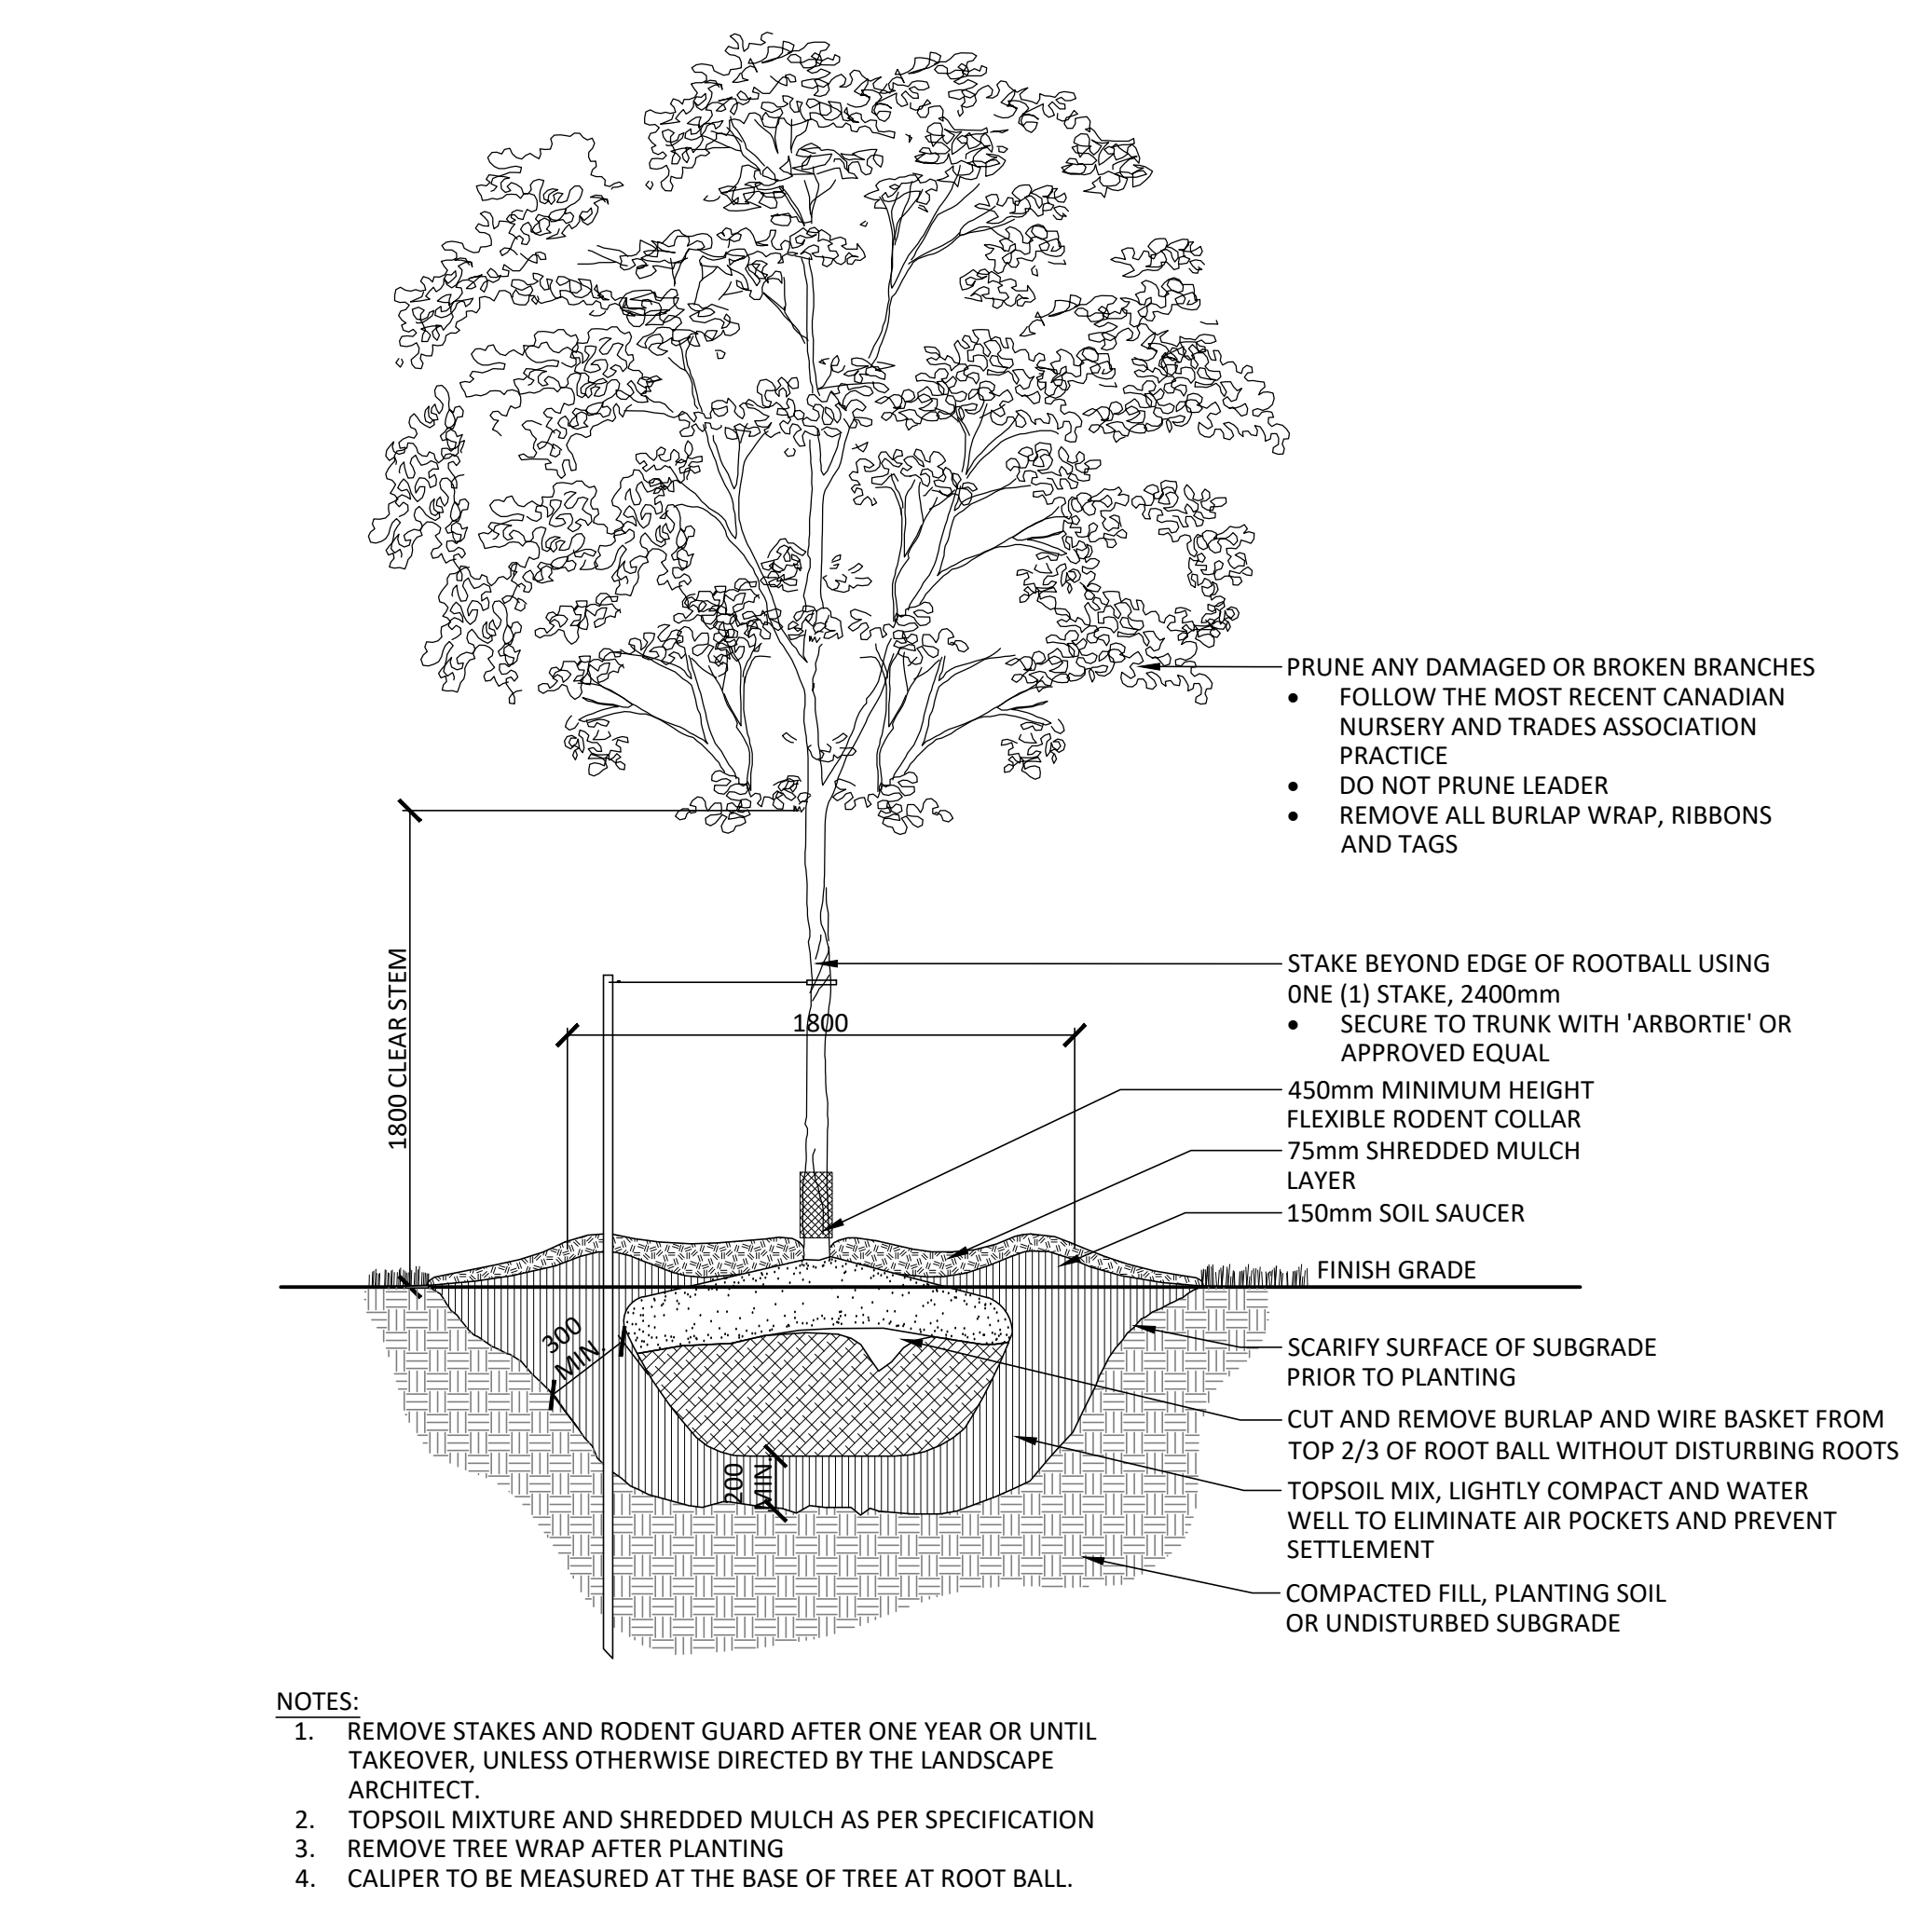 PRUNE ANY DAMAGED OR BROKEN BRANCHES
• FOLLOW THE MOST RECENT CANADIAN
NURSERY AND TRADES ASSOCIATION
PRACTICE
• DO NOT PRUNE LEADER
• REMOVE ALL BURLAP WRAP, RIBBONS
AND TAGS
1800 CLEAR STEM
STAKE BEYOND EDGE OF ROOTBALL USING
0NE (1) STAKE, 2400mm
• SECURE TO TRUNK WITH 'ARBORTIE' OR
APPROVED EQUAL
1800
450mm MINIMUM HEIGHT
FLEXIBLE RODENT COLLAR
75mm SHREDDED MULCH
LAYER
150mm SOIL SAUCER
FINISH GRADE
300
MIN.
SCARIFY SURFACE OF SUBGRADE
PRIOR TO PLANTING
CUT AND REMOVE BURLAP AND WIRE BASKET FROM
TOP 2/3 OF ROOT BALL WITHOUT DISTURBING ROOTS
200
MIN.
TOPSOIL MIX, LIGHTLY COMPACT AND WATER
WELL TO ELIMINATE AIR POCKETS AND PREVENT
SETTLEMENT
COMPACTED FILL, PLANTING SOIL
OR UNDISTURBED SUBGRADE
NOTES:
1. REMOVE STAKES AND RODENT GUARD AFTER ONE YEAR OR UNTIL
TAKEOVER, UNLESS OTHERWISE DIRECTED BY THE LANDSCAPE
ARCHITECT.
2. TOPSOIL MIXTURE AND SHREDDED MULCH AS PER SPECIFICATION
3. REMOVE TREE WRAP AFTER PLANTING
4. CALIPER TO BE MEASURED AT THE BASE OF TREE AT ROOT BALL.